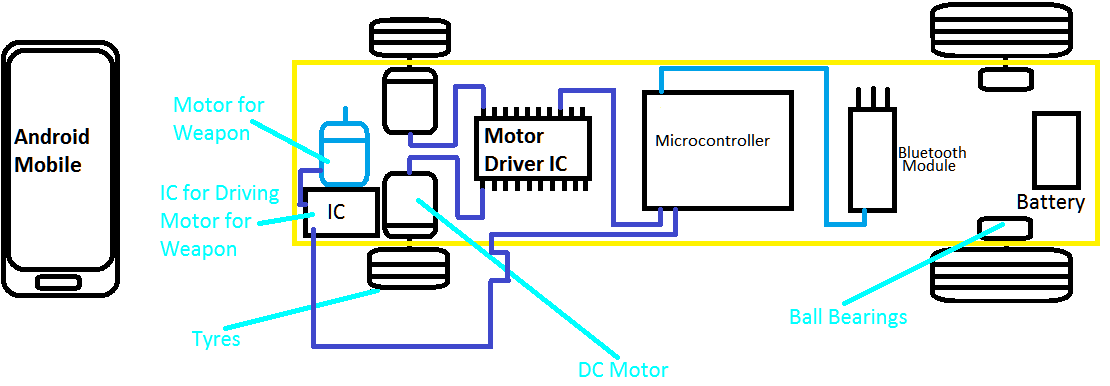 Android
Mobile
Motor for
Weapon
IC for Driving
Motor for
Weapon
IC
Tyres
Motor
Driver IC
DC Motor
Microcontroller
Bluetooth
Module
Battery
Ball Bearings